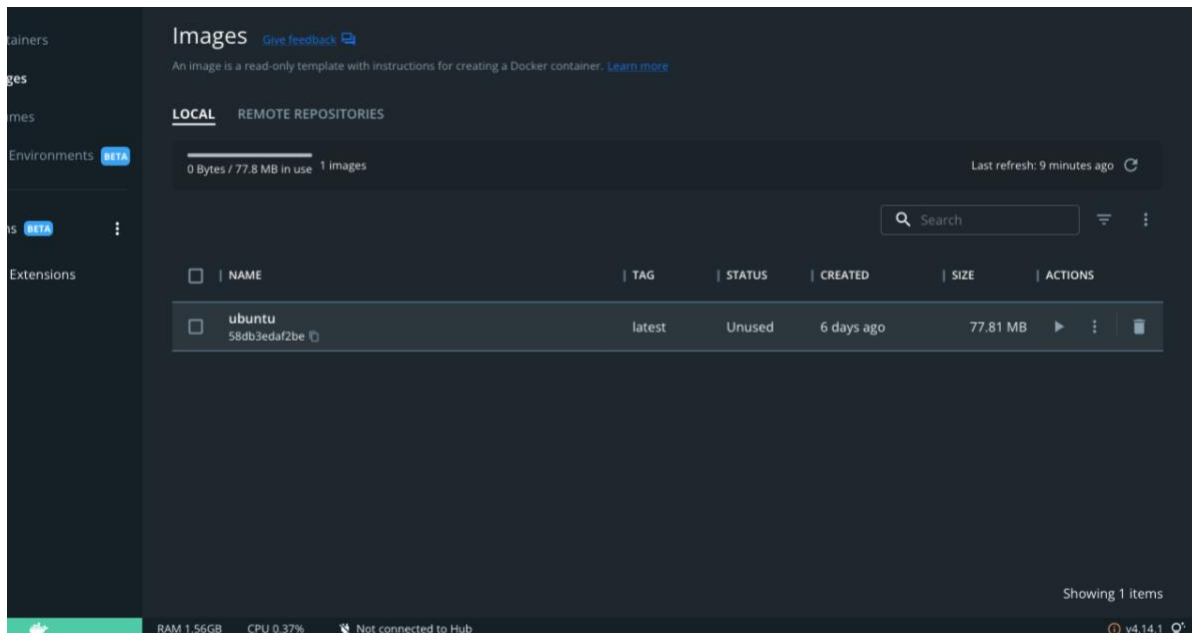 Images Give feedback
An image is a read-only template with instructions for creating a Docker container. Learn more
LOCAL REMOTE REPOSITORIES
0 Bytes / 77.8 MB in use 1 images Last refresh: 9 minutes ago
Search
NAME TAG STATUS CREATED SIZE ACTIONS
ubuntu
58db3edaf2be latest Unused 6 days ago 77.81 MB
Showing 1 items
tainers
ges
mes
Environments BETA
ns BETA
Extensions
RAM 1.56GB CPU 0.37% Not connected to Hub v4.14.1